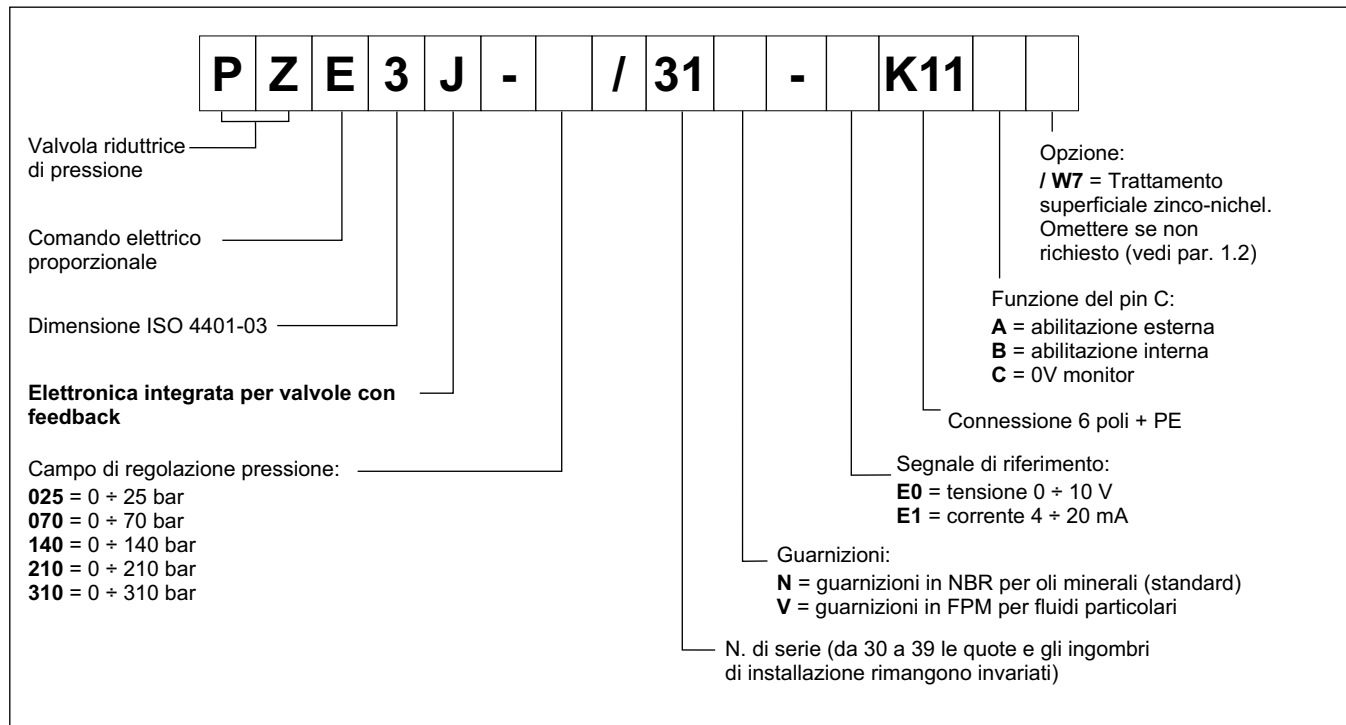 P Z E 3 J - / 31 - K11
Valvola riduttrice
di pressione
Comando elettrico
proporzionale
Dimensione ISO 4401-03
Elettronica integrata per valvole con
feedback
Campo di regolazione pressione:
025 = 0 ÷ 25 bar
070 = 0 ÷ 70 bar
140 = 0 ÷ 140 bar
210 = 0 ÷ 210 bar
310 = 0 ÷ 310 bar
Opzione:
/ W7 = Trattamento
superficiale zinco-nichel.
Omettere se non
richiesto (vedi par. 1.2)
Funzione del pin C:
A = abilitazione esterna
B = abilitazione interna
C = 0V monitor
Connessione 6 poli + PE
Segnale di riferimento:
E0 = tensione 0 ÷ 10 V
E1 = corrente 4 ÷ 20 mA
Guarnizioni:
N = guarnizioni in NBR per oli minerali (standard)
V = guarnizioni in FPM per fluidi particolari
N. di serie (da 30 a 39 le quote e gli ingombri
di installazione rimangono invariati)